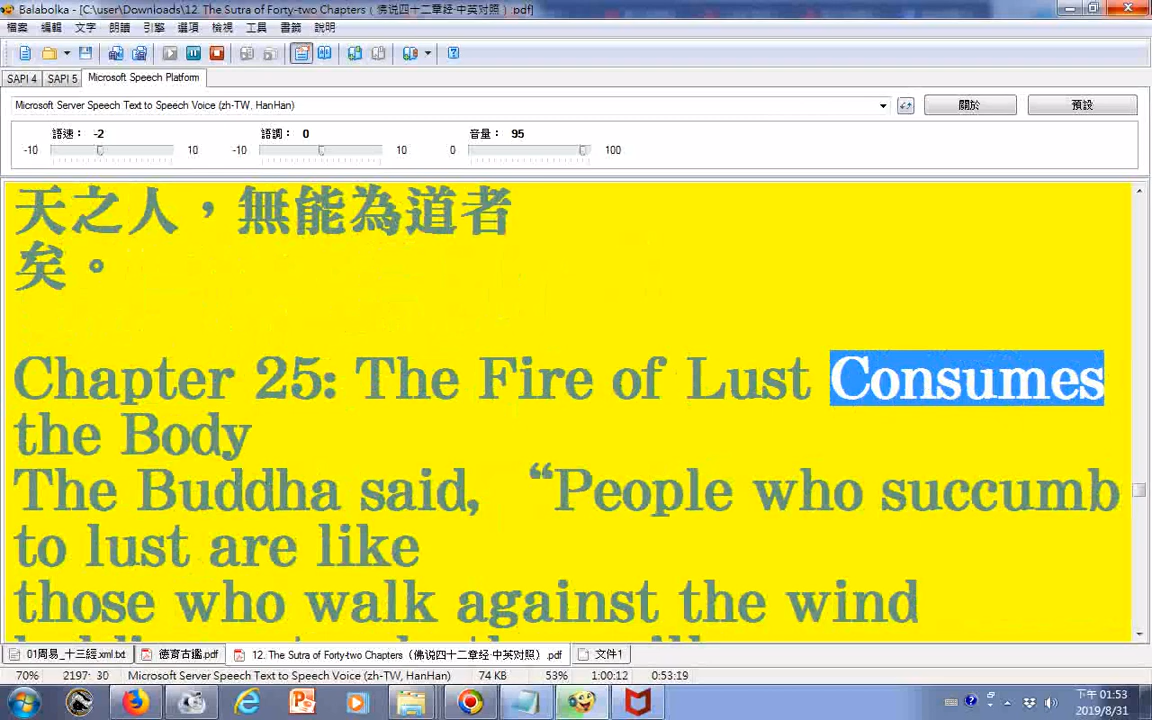 Balabolka - [C:\user\Downloads\12. The Sutra of Forty-two Chapters（佛说四十二章经·中英对照）.pdf]
檔案 編輯 文字 朗讀 引擎 選項 檢視 工具 書籤 說明
SAPI 4 SAPI 5 Microsoft Speech Platform
Microsoft Server Speech Text to Speech Voice (zh-TW, HanHan) 關於 預設
語速： -2 語調： 0 音量： 95
-10 10 -10 10 0 100
天之人，無能為道者
矣。
Chapter 25: The Fire of Lust Consumes
the Body
The Buddha said, “People who succumb
to lust are like
those who walk against the wind
01周易_十三經.xml.txt 德育古鑑.pdf 12. The Sutra of Forty-two Chapters（佛说四十二章经·中英对照）.pdf 文件1
70% 2197: 30 Microsoft Server Speech Text to Speech Voice (zh-TW, HanHan) 74 KB 53% 1:00:12 0:53:19
下午 01:53
2019/8/31